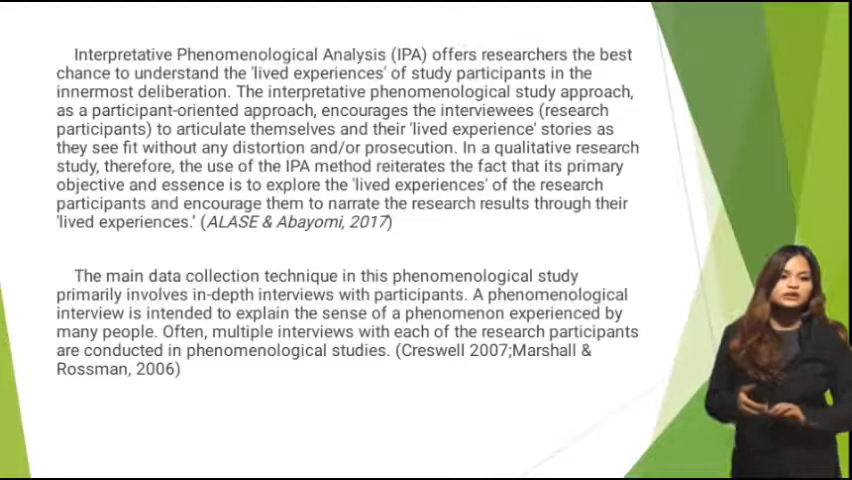 Interpretative Phenomenological Analysis (IPA) offers researchers the best
chance to understand the 'lived experiences' of study participants in the
innermost deliberation. The interpretative phenomenological study approach,
as a participant-oriented approach, encourages the interviewees (research
participants) to articulate themselves and their 'lived experience' stories as
they see fit without any distortion and/or prosecution. In a qualitative research
study, therefore, the use of the IPA method reiterates the fact that its primary
objective and essence is to explore the 'lived experiences' of the research
participants and encourage them to narrate the research results through their
'lived experiences.' (ALASE & Abayomi, 2017)
The main data collection technique in this phenomenological study
primarily involves in-depth interviews with participants. A phenomenological
interview is intended to explain the sense of a phenomenon experienced by
many people. Often, multiple interviews with each of the research participants
are conducted in phenomenological studies. (Creswell 2007;Marshall &
Rossman, 2006)